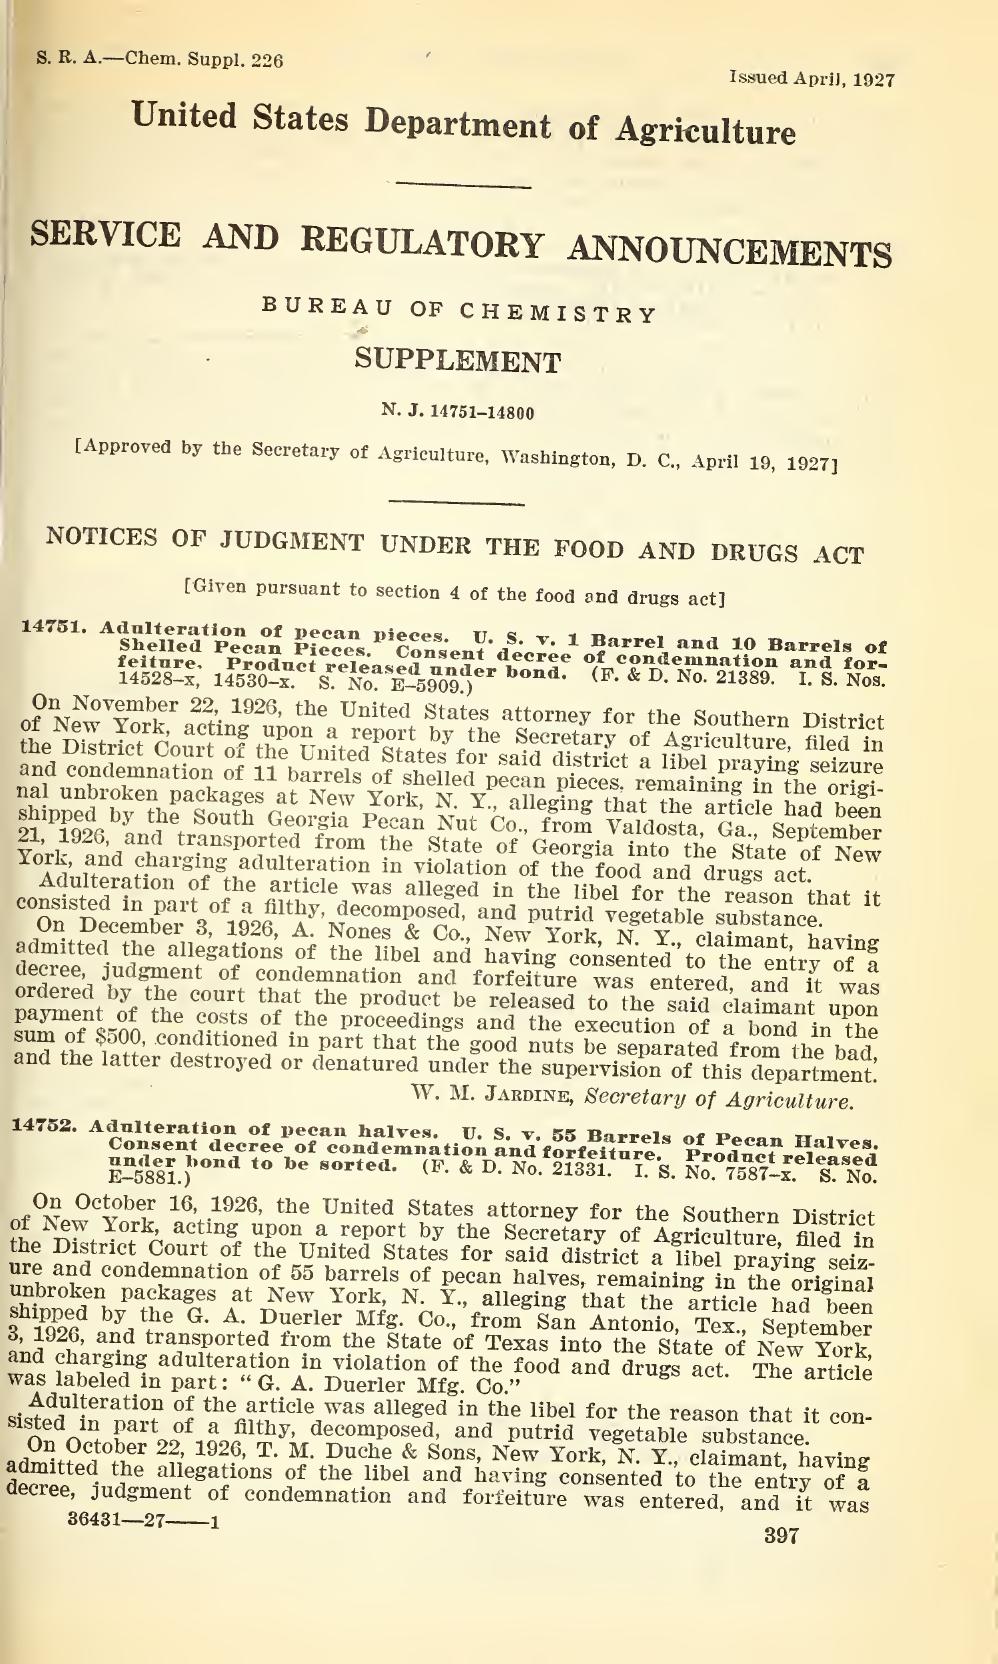 S. R. A.—Chem. Suppl. 226
Issued April, 1927
United States Department of Agriculture
SERVICE AND REGULATORY ANNOUNCEMENTS
BUREAU OF CHEMISTRY
SUPPLEMENT
N. J. 14751–14800
[Approved by the Secretary of Agriculture, Washington, D. C., April 19, 1927]
NOTICES OF JUDGMENT UNDER THE FOOD AND DRUGS ACT
[Given pursuant to section 4 of the food and drugs act]
14751. Adulteration of pecan pieces. U. S. v. 1 Barrel and 10 Barrels of
Shelled Pecan Pieces. Consent decree of condemnation and for-
feiture. Product released under bond. (F. & D. No. 21389. I. S. Nos.
14528–x, 14530–x. S. No. E–5909.)
On November 22, 1926, the United States attorney for the Southern District
of New York, acting upon a report by the Secretary of Agriculture, filed in
the District Court of the United States for said district a libel praying seizure
and condemnation of 11 barrels of shelled pecan pieces, remaining in the origi-
nal unbroken packages at New York, N. Y., alleging that the article had been
shipped by the South Georgia Pecan Nut Co., from Valdosta, Ga., September
21, 1926, and transported from the State of Georgia into the State of New
York, and charging adulteration in violation of the food and drugs act.
Adulteration of the article was alleged in the libel for the reason that it
consisted in part of a filthy, decomposed, and putrid vegetable substance.
On December 3, 1926, A. Nones & Co., New York, N. Y., claimant, having
admitted the allegations of the libel and having consented to the entry of a
decree, judgment of condemnation and forfeiture was entered, and it was
ordered by the court that the product be released to the said claimant upon
payment of the costs of the proceedings and the execution of a bond in the
sum of $500, conditioned in part that the good nuts be separated from the bad,
and the latter destroyed or denatured under the supervision of this department.
W. M. JARDINE, Secretary of Agriculture.
14752. Adulteration of pecan halves. U. S. v. 55 Barrels of Pecan Halves.
Consent decree of condemnation and forfeiture. Product released
under bond to be sorted. (F. & D. No. 21331. I. S. No. 7587–x. S. No.
E–5881.)
On October 16, 1926, the United States attorney for the Southern District
of New York, acting upon a report by the Secretary of Agriculture, filed in
the District Court of the United States for said district a libel praying seiz-
ure and condemnation of 55 barrels of pecan halves, remaining in the original
unbroken packages at New York, N. Y., alleging that the article had been
shipped by the G. A. Duerler Mfg. Co., from San Antonio, Tex., September
3, 1926, and transported from the State of Texas into the State of New York,
and charging adulteration in violation of the food and drugs act. The article
was labeled in part: "G. A. Duerler Mfg. Co."
Adulteration of the article was alleged in the libel for the reason that it con-
sisted in part of a filthy, decomposed, and putrid vegetable substance.
On October 22, 1926, T. M. Duche & Sons, New York, N. Y., claimant, having
admitted the allegations of the libel and having consented to the entry of a
decree, judgment of condemnation and forfeiture was entered, and it was
36431—27——1
397